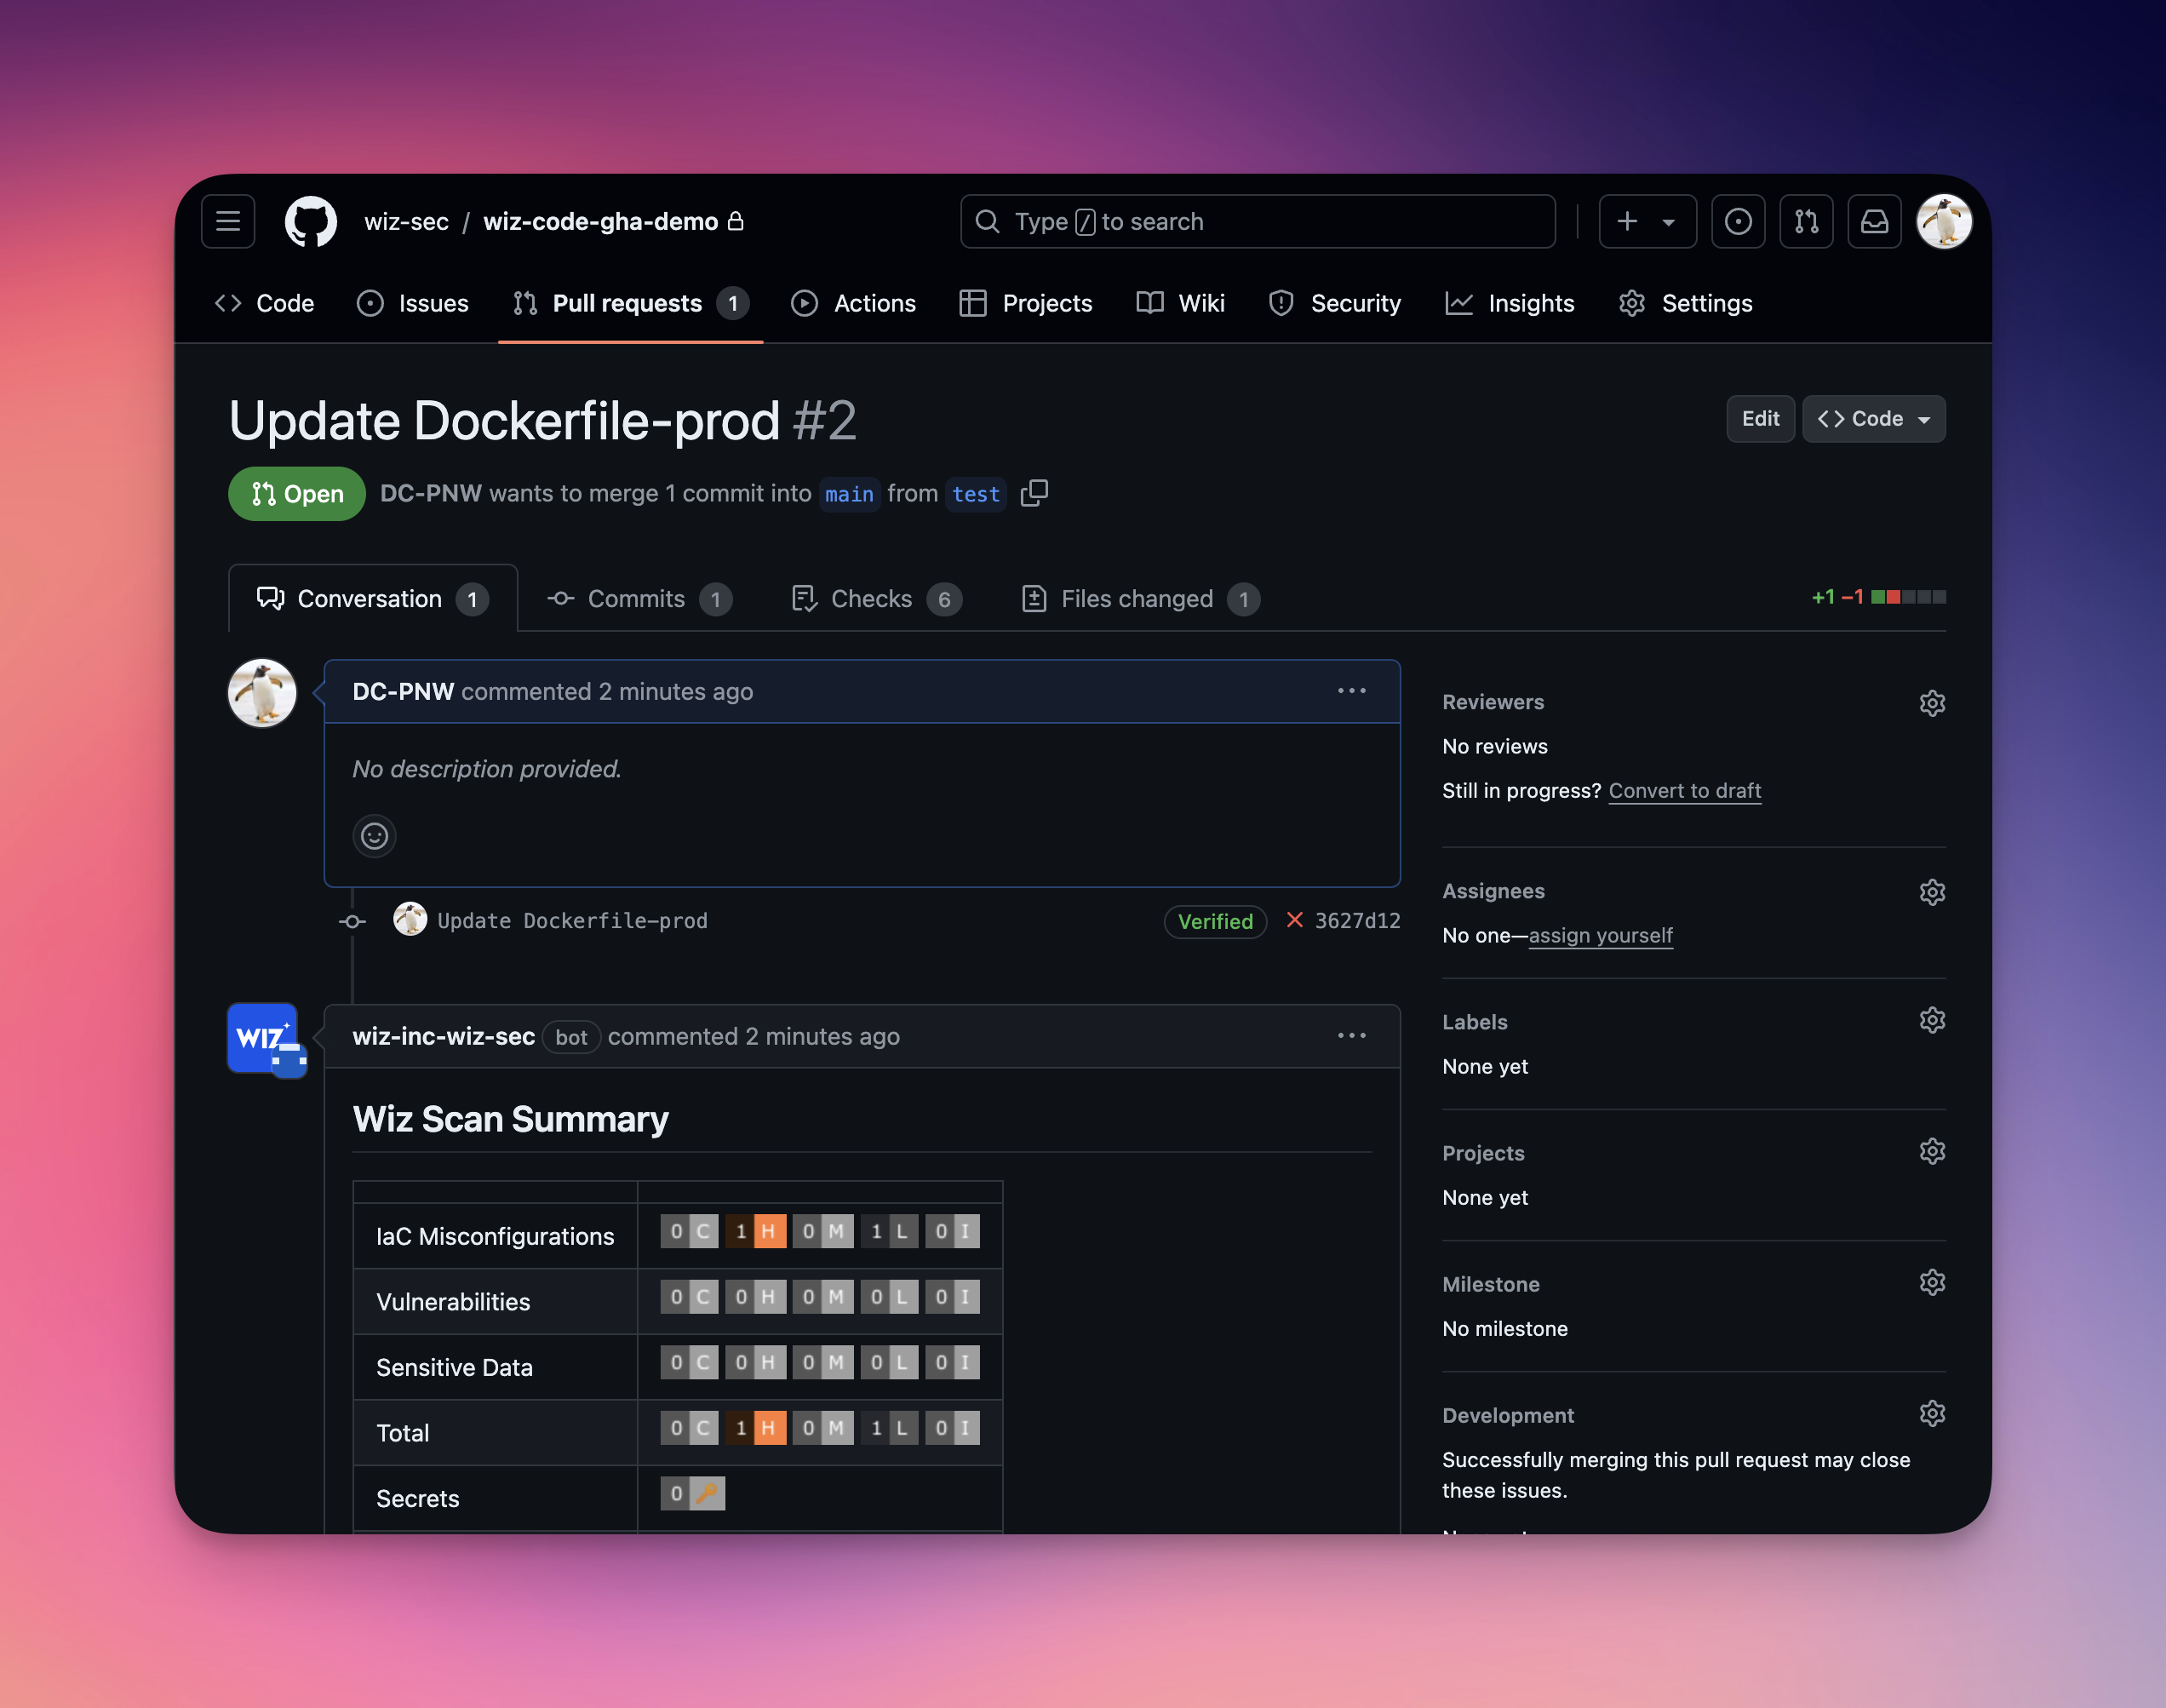 wiz-sec / wiz-code-gha-demo
Type / to search
Code Issues Pull requests 1 Actions Projects Wiki Security Insights Settings
Update Dockerfile-prod #2
Edit Code
Open DC-PNW wants to merge 1 commit into main from test
Conversation 1 Commits 1 Checks 6 Files changed 1
+1 −1
DC-PNW commented 2 minutes ago
No description provided.
Update Dockerfile-prod Verified 3627d12
WIZ
wiz-inc-wiz-sec bot commented 2 minutes ago
Wiz Scan Summary
IaC Misconfigurations 0 C 1 H 0 M 1 L 0 I
Vulnerabilities 0 C 0 H 0 M 0 L 0 I
Sensitive Data 0 C 0 H 0 M 0 L 0 I
Total 0 C 1 H 0 M 1 L 0 I
Secrets 0
Reviewers
No reviews
Still in progress? Convert to draft
Assignees
No one—assign yourself
Labels
None yet
Projects
None yet
Milestone
No milestone
Development
Successfully merging this pull request may close
these issues.